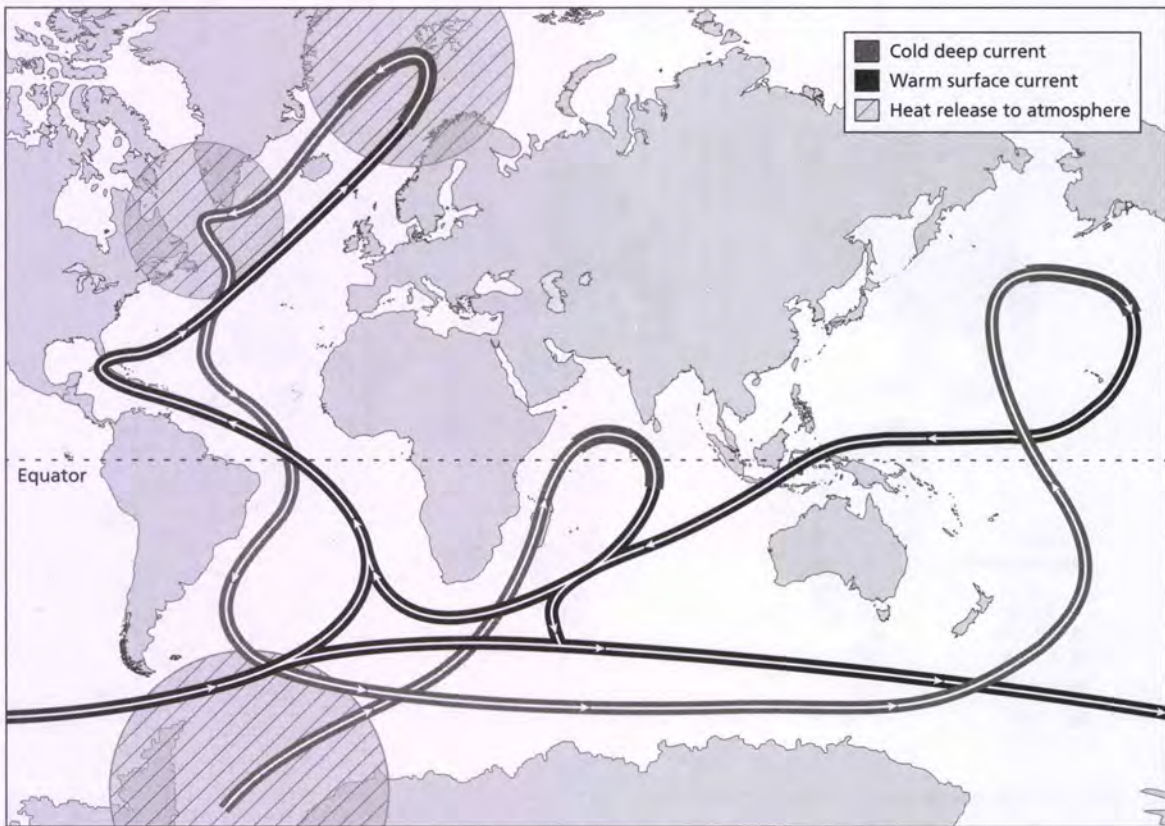 Cold deep current
Warm surface current
Heat release to atmosphere
Equator